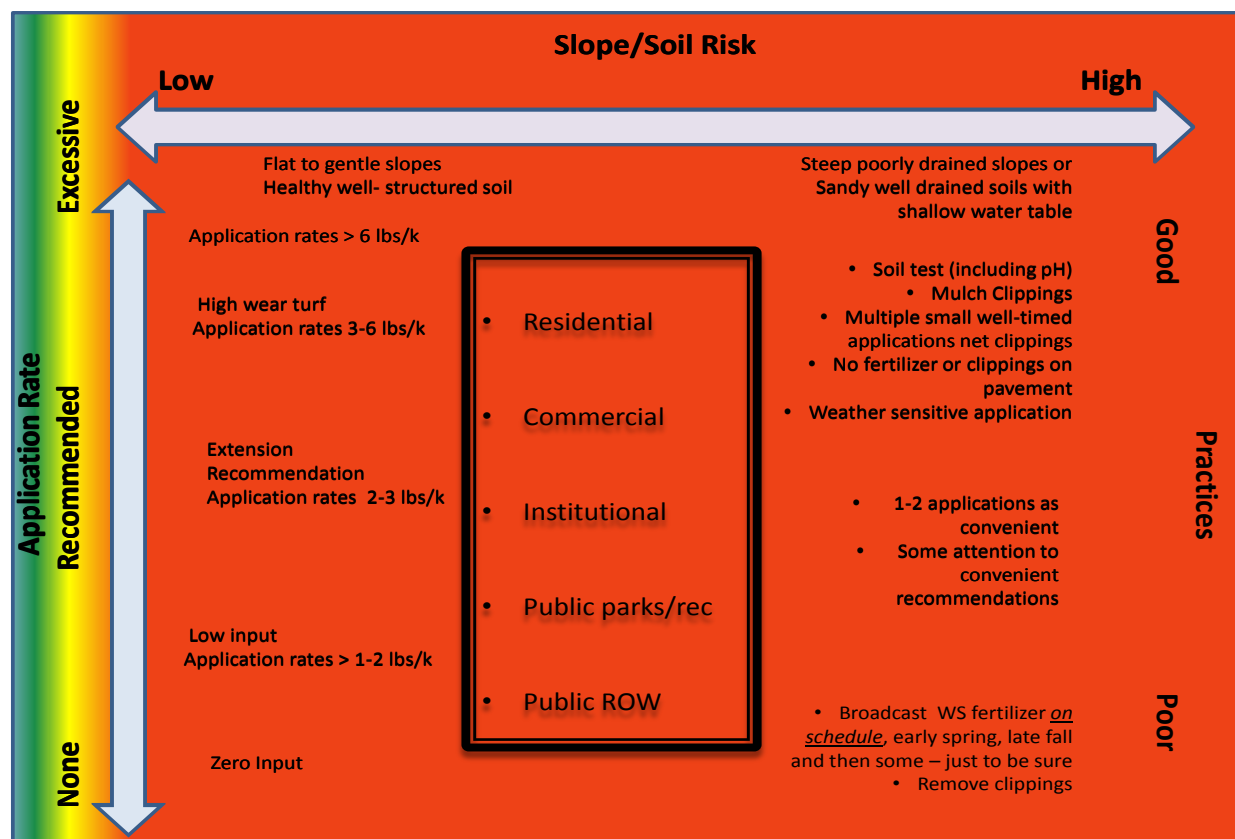 Slope/Soil Risk
Low
High
Excessive
Recommended
None
Application Rate
Flat to gentle slopes
Healthy well- structured soil
Steep poorly drained slopes or
Sandy well drained soils with
shallow water table
Application rates > 6 lbs/k
High wear turf
Application rates 3-6 lbs/k
Extension
Recommendation
Application rates  2-3 lbs/k
Low input
Application rates > 1-2 lbs/k
Zero Input
• Residential
• Commercial
• Institutional
• Public parks/rec
• Public ROW
• Soil test (including pH)
• Mulch Clippings
• Multiple small well-timed
applications net clippings
• No fertilizer or clippings on
pavement
• Weather sensitive application
• 1-2 applications as
convenient
• Some attention to
convenient
recommendations
• Broadcast  WS fertilizer on
schedule, early spring, late fall
and then some – just to be sure
• Remove clippings
Good
Practices
Poor